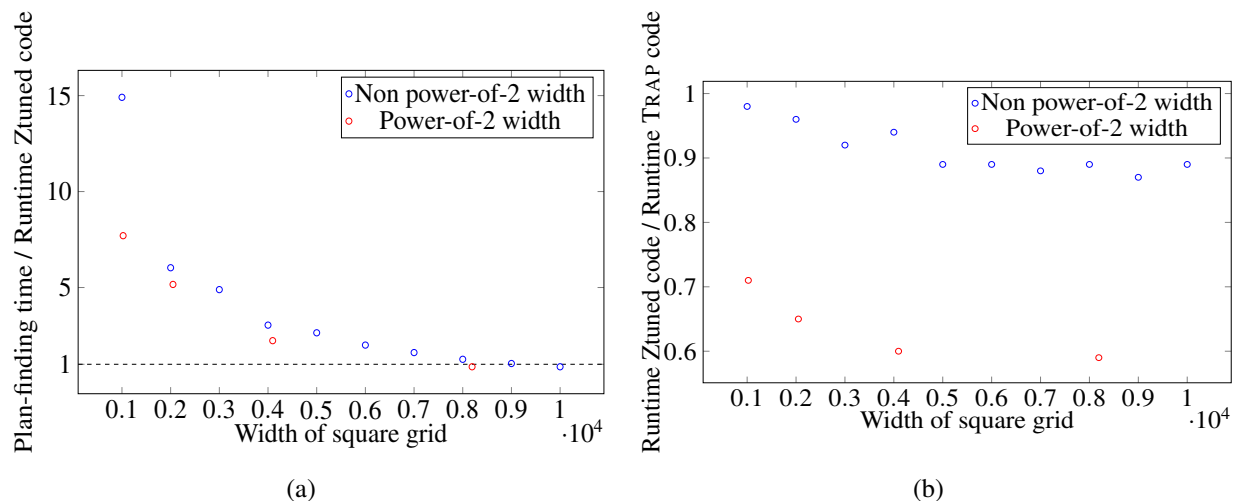 Plan-finding time / Runtime Ztuned code
15
10
5
1
Non power-of-2 width
Power-of-2 width
0.1 0.2 0.3 0.4 0.5 0.6 0.7 0.8 0.9 1
Width of square grid
·10⁴
(a)
Runtime Ztuned code / Runtime TRAP code
1
0.9
0.8
0.7
0.6
Non power-of-2 width
Power-of-2 width
0.1 0.2 0.3 0.4 0.5 0.6 0.7 0.8 0.9 1
Width of square grid
·10⁴
(b)